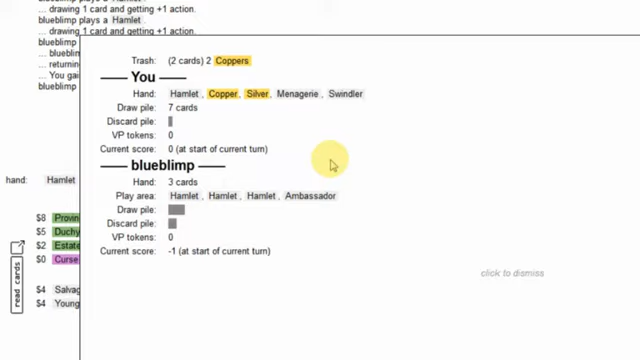 blueblimp plays a Hamlet.
... drawing 1 card and getting +1 action.
blueblimp plays a Hamlet.
... drawing 1 card and getting +1 action.
blueblimp
... blueblim
... returnin
... You gai
blueblimp
Trash: (2 cards) 2 Coppers
You
Hand: Hamlet, Copper, Silver, Menagerie, Swindler
Draw pile: 7 cards
Discard pile:
VP tokens: 0
Current score: 0 (at start of current turn)
blueblimp
Hand: 3 cards
Play area: Hamlet, Hamlet, Hamlet, Ambassador
Draw pile:
Discard pile:
VP tokens: 0
Current score: -1 (at start of current turn)
click to dismiss
hand: Hamlet
$8 Provin
$5 Duchy
$2 Estate
$0 Curse
$4 Salvag
$4 Young
read cards